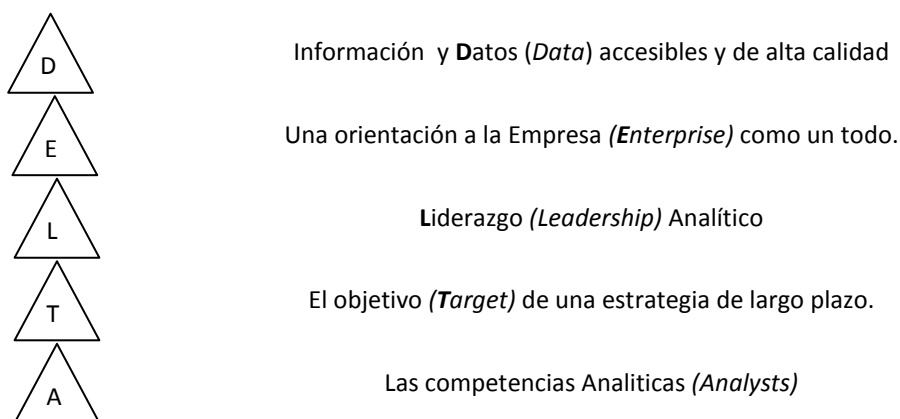 D
Información y Datos (Data) accesibles y de alta calidad
E
Una orientación a la Empresa (Enterprise) como un todo.
L
Liderazgo (Leadership) Analítico
T
El objetivo (Target) de una estrategia de largo plazo.
A
Las competencias Analiticas (Analysts)